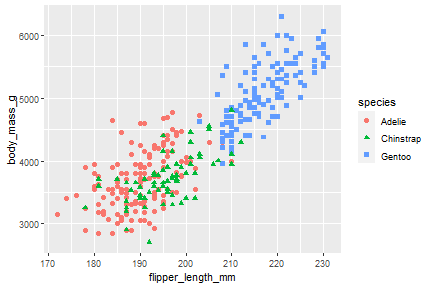 6000
5000
4000
3000
body_mass_g
170
180
190
200
210
220
230
flipper_length_mm
species
Adelie
Chinstrap
Gentoo